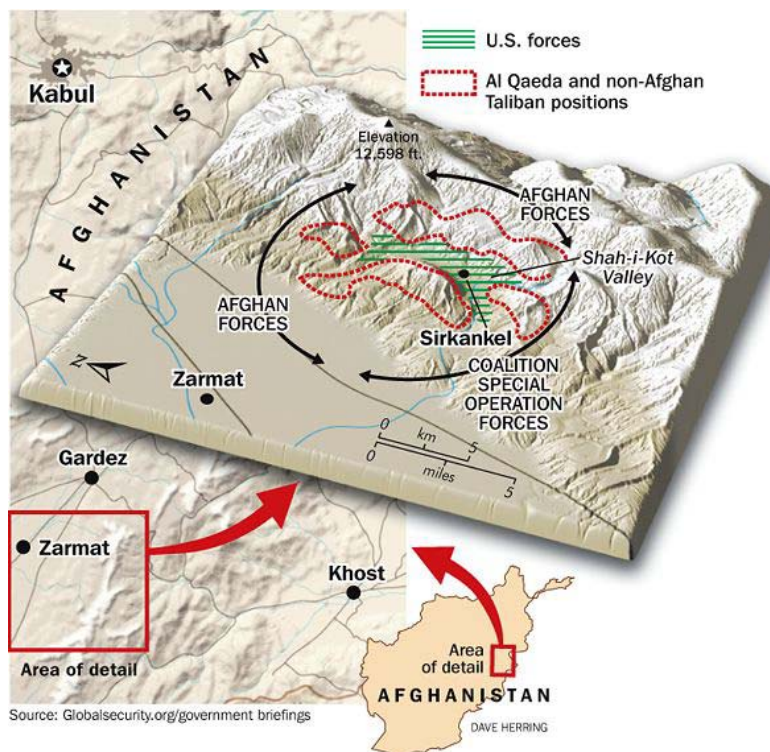 U.S. forces
Al Qaeda and non-Afghan
Taliban positions
Kabul
AFGHANISTAN
Elevation
12,598 ft.
AFGHAN
FORCES
Shah-i-Kot
Valley
AFGHAN
FORCES
Sirkankel
COALITION
SPECIAL
OPERATION
FORCES
N
Zarmat
0
km
5
0
miles
5
Gardez
Zarmat
Khost
Area of detail
Area
of detail
AFGHANISTAN
Source: Globalsecurity.org/government briefings
DAVE HERRING